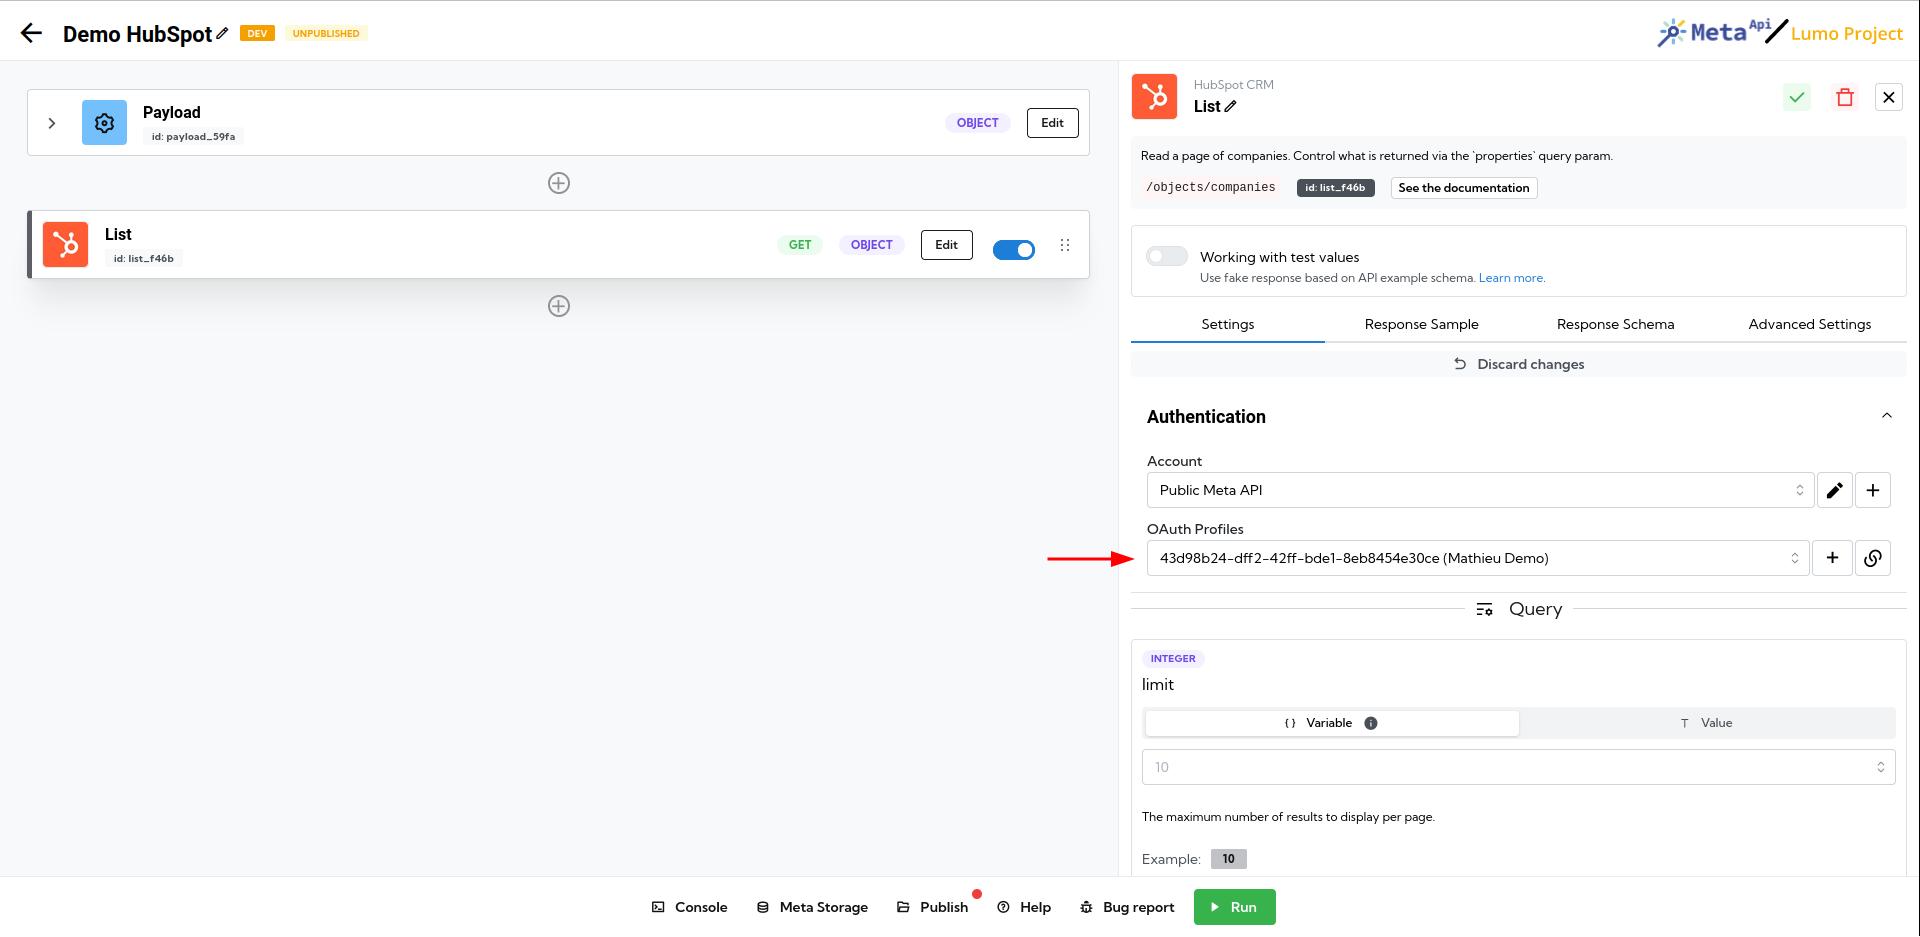 Demo HubSpot DEV UNPUBLISHED
Meta Api Lumo Project
Payload
id: payload_59fa
OBJECT Edit
List
id: list_f46b
GET OBJECT Edit
HubSpot CRM
List
Read a page of companies. Control what is returned via the `properties` query param.
/objects/companies id: list_f46b See the documentation
Working with test values
Use fake response based on API example schema. Learn more.
Settings Response Sample Response Schema Advanced Settings
Discard changes
Authentication
Account
Public Meta API
OAuth Profiles
43d98b24-dff2-42ff-bde1-8eb8454e30ce (Mathieu Demo)
Query
INTEGER
limit
{} Variable T Value
10
The maximum number of results to display per page.
Example: 10
Console Meta Storage Publish Help Bug report Run